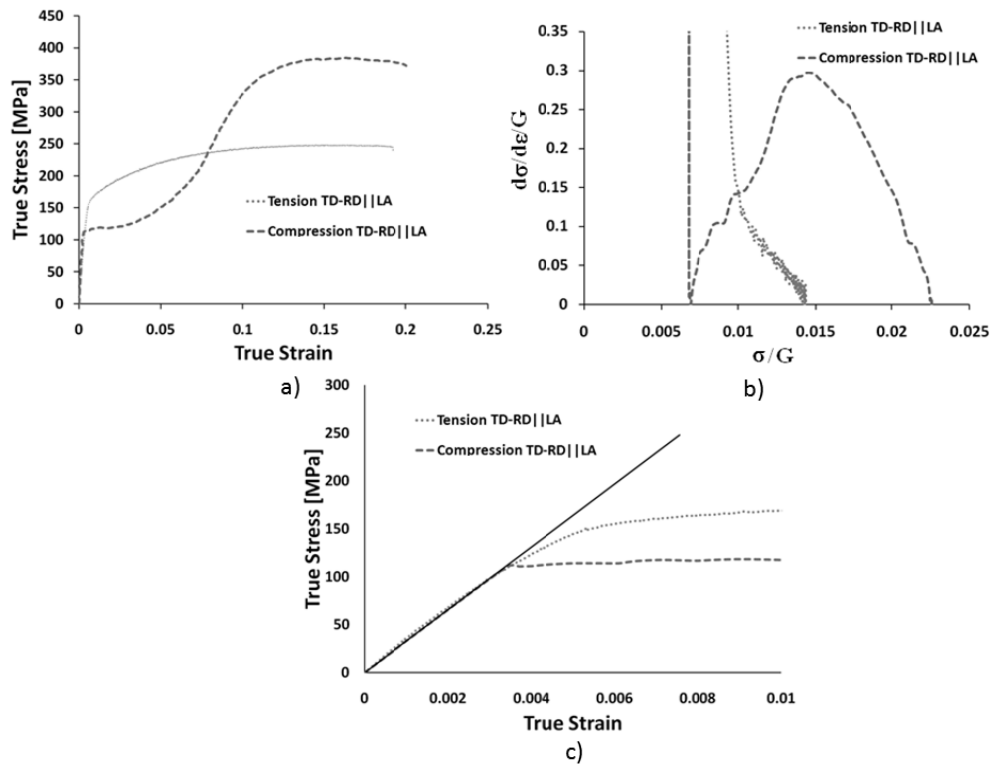 450
400
350
300
250
200
150
100
50
0
True Stress [MPa]
Tension TD-RD||LA
Compression TD-RD||LA
0 0.05 0.1 0.15 0.2 0.25
True Strain
a)
Tension TD-RD||LA
Compression TD-RD||LA
0.35
0.3
0.25
0.2
0.15
0.1
0.05
0
dσ/dε/G
0 0.005 0.01 0.015 0.02 0.025
σ/G
b)
300
250
200
150
100
50
0
True Stress [MPa]
Tension TD-RD||LA
Compression TD-RD||LA
0 0.002 0.004 0.006 0.008 0.01
True Strain
c)